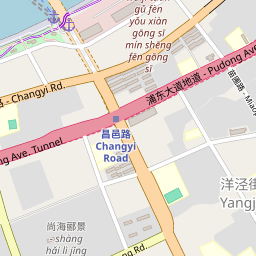 gǔ fèn
yǒu xiàn
gōng sī
mín shēng
fēn gōng
sī
- Changyi Rd.
浦东大道地道 - Pudong Ave
昌邑路
Changyi
Road
Ave. Tunnel
洋泾街
Yangj
尚海郦景
shàng
hǎi lì jǐng
Rd.